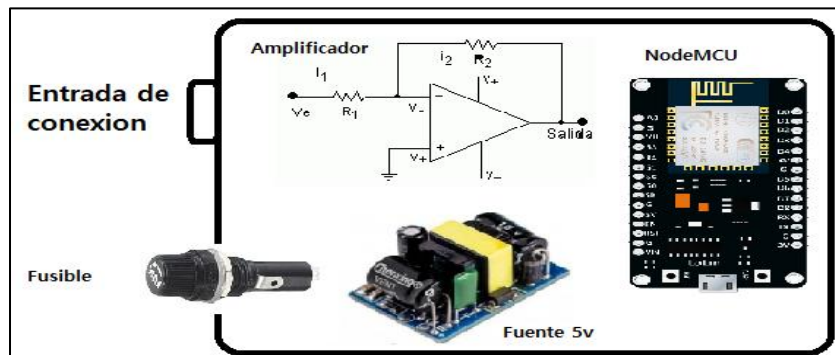 Amplificador
NodeMCU
Entrada de
conexion
I1
i2
R2
V+
Ve
R1
V-
Salida
V+
V-
Fusible
Fuente 5v